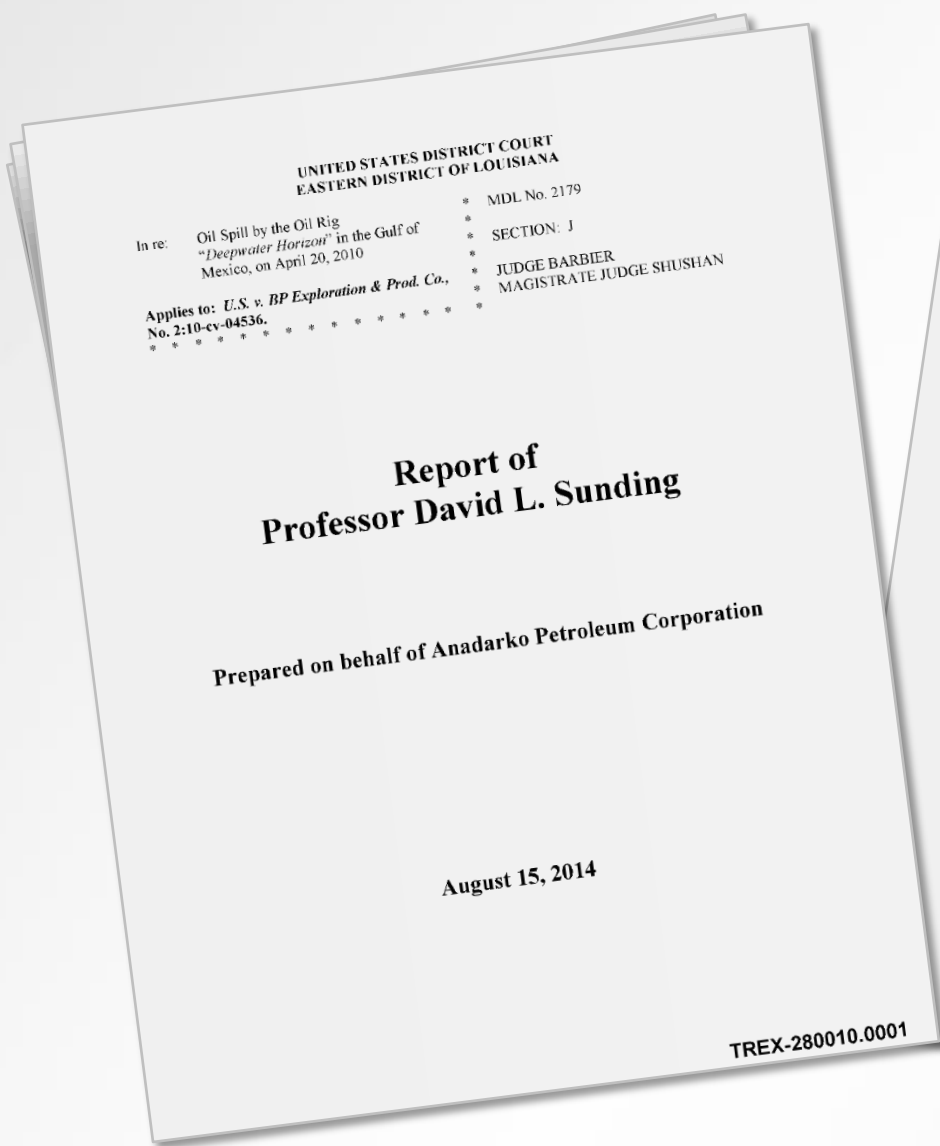 UNITED STATES DISTRICT COURT
EASTERN DISTRICT OF LOUISIANA
In re: Oil Spill by the Oil Rig * MDL No. 2179
"Deepwater Horizon" in the Gulf of *
Mexico, on April 20, 2010 * SECTION: J
*
Applies to: U.S. v. BP Exploration & Prod. Co., * JUDGE BARBIER
No. 2:10-cv-04536. * MAGISTRATE JUDGE SHUSHAN
* * * * * * * * * * * * * * *
Report of
Professor David L. Sunding
Prepared on behalf of Anadarko Petroleum Corporation
August 15, 2014
TREX-280010.0001